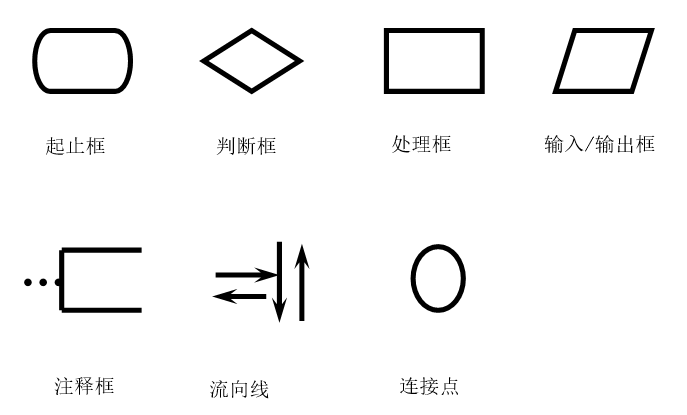 起止框
判断框
处理框
输入/输出框
注释框
流向线
连接点